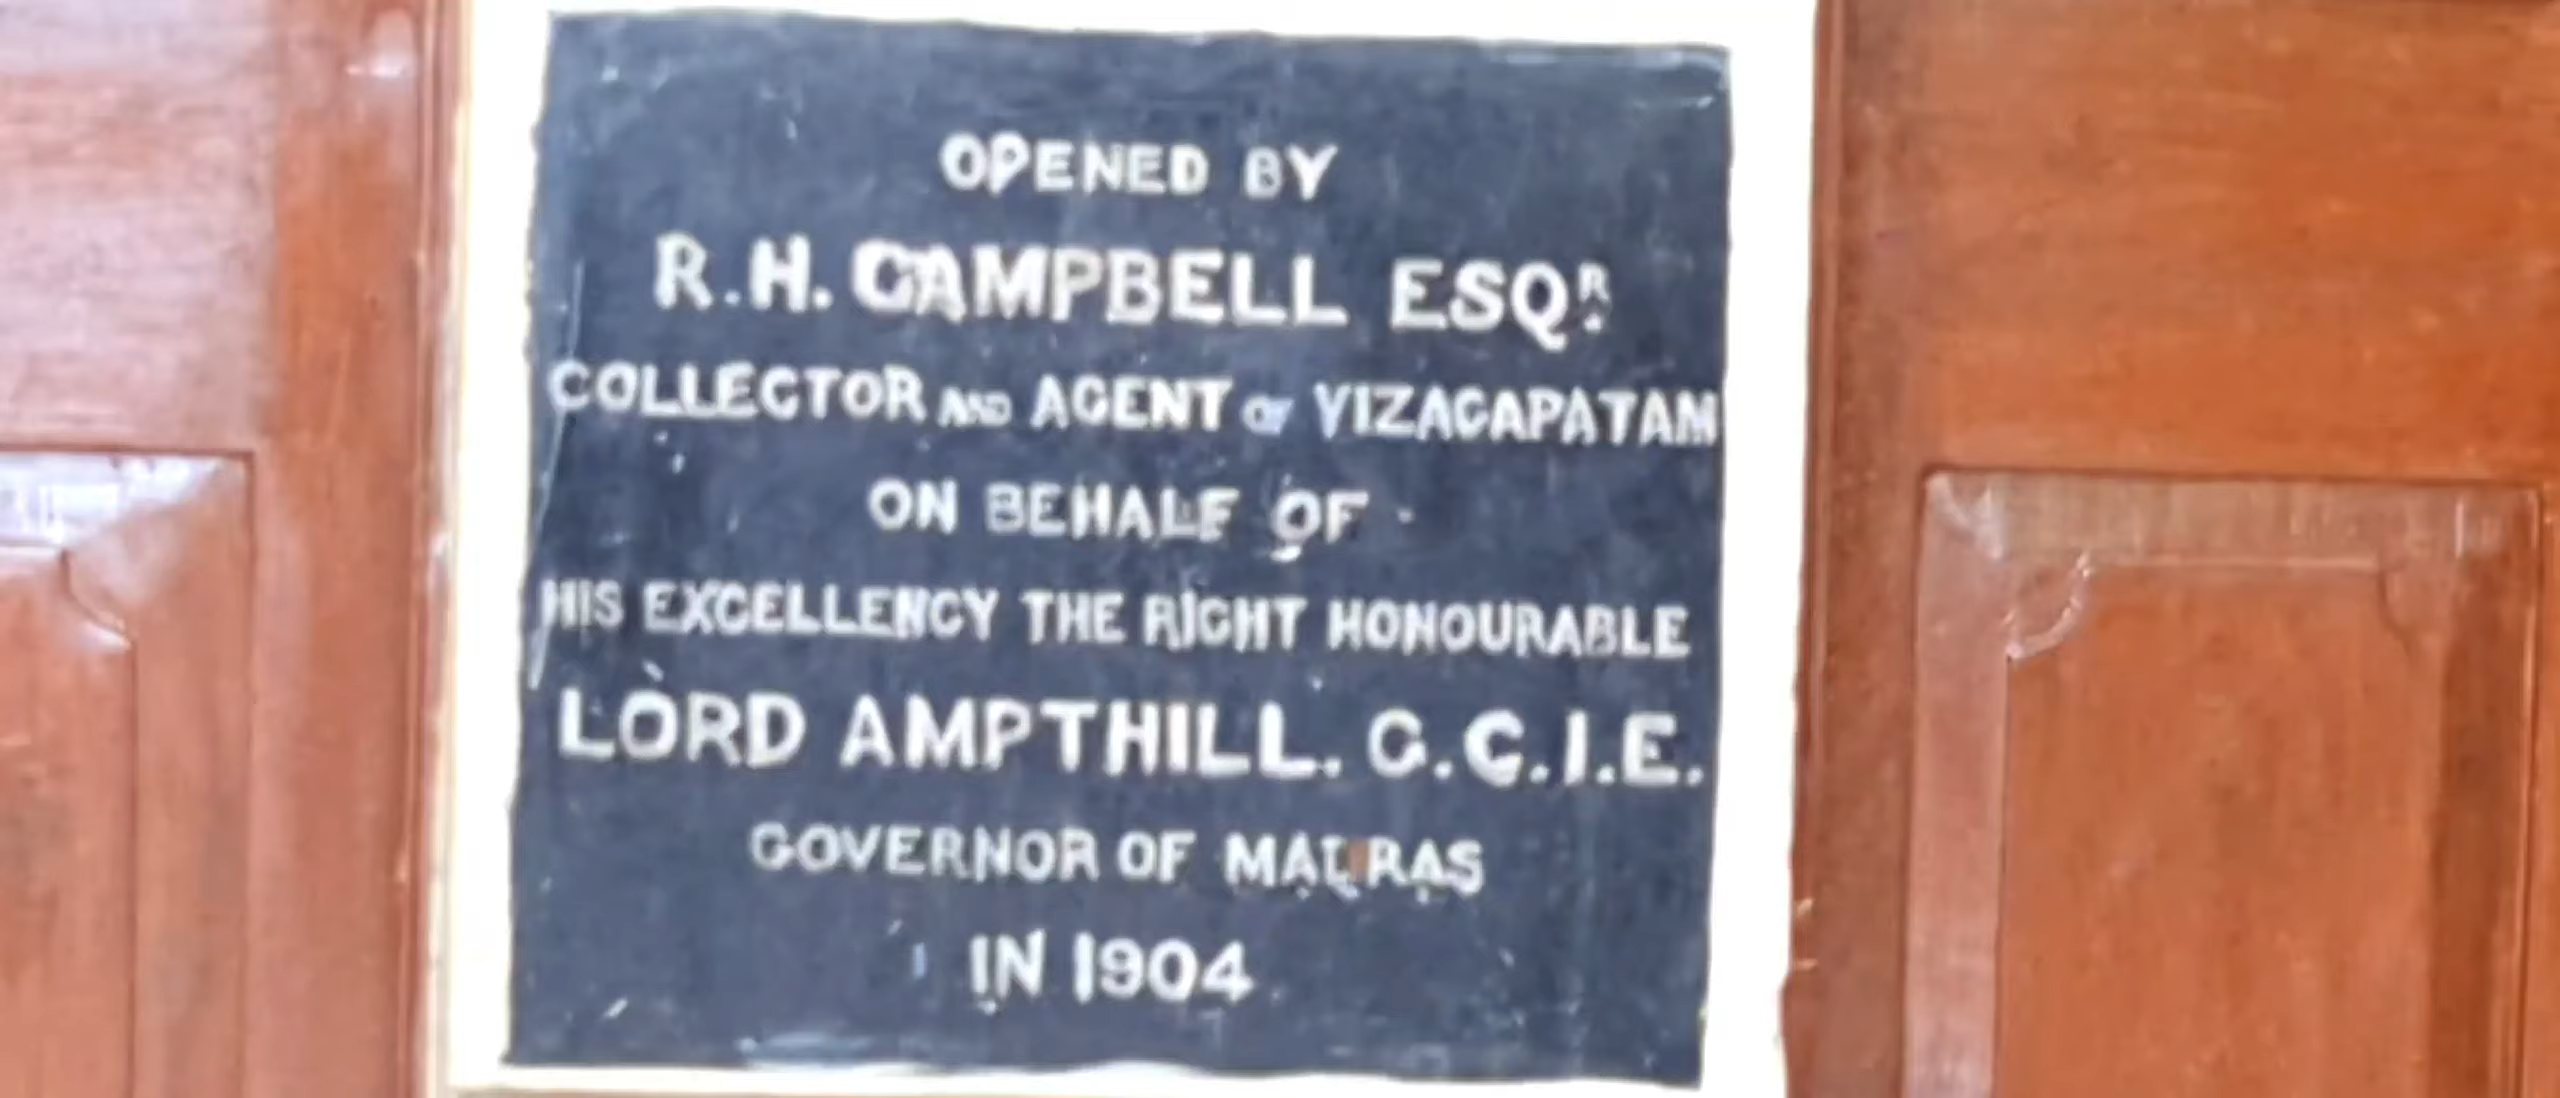 OPENED BY
R.H. CAMPBELL ESQR.
COLLECTOR AND AGENT OF VIZAGAPATAM
ON BEHALF OF
HIS EXCELLENCY THE RIGHT HONOURABLE
LORD AMPTHILL. G.C.I.E.
GOVERNOR OF MADRAS
IN 1904